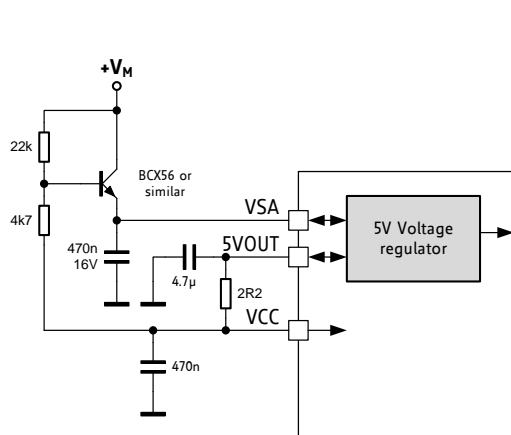 +VM
22k
BCX56 or
similar
4k7
VSA
470n
16V
5VOUT
5V Voltage
regulator
4.7µ
2R2
VCC
470n